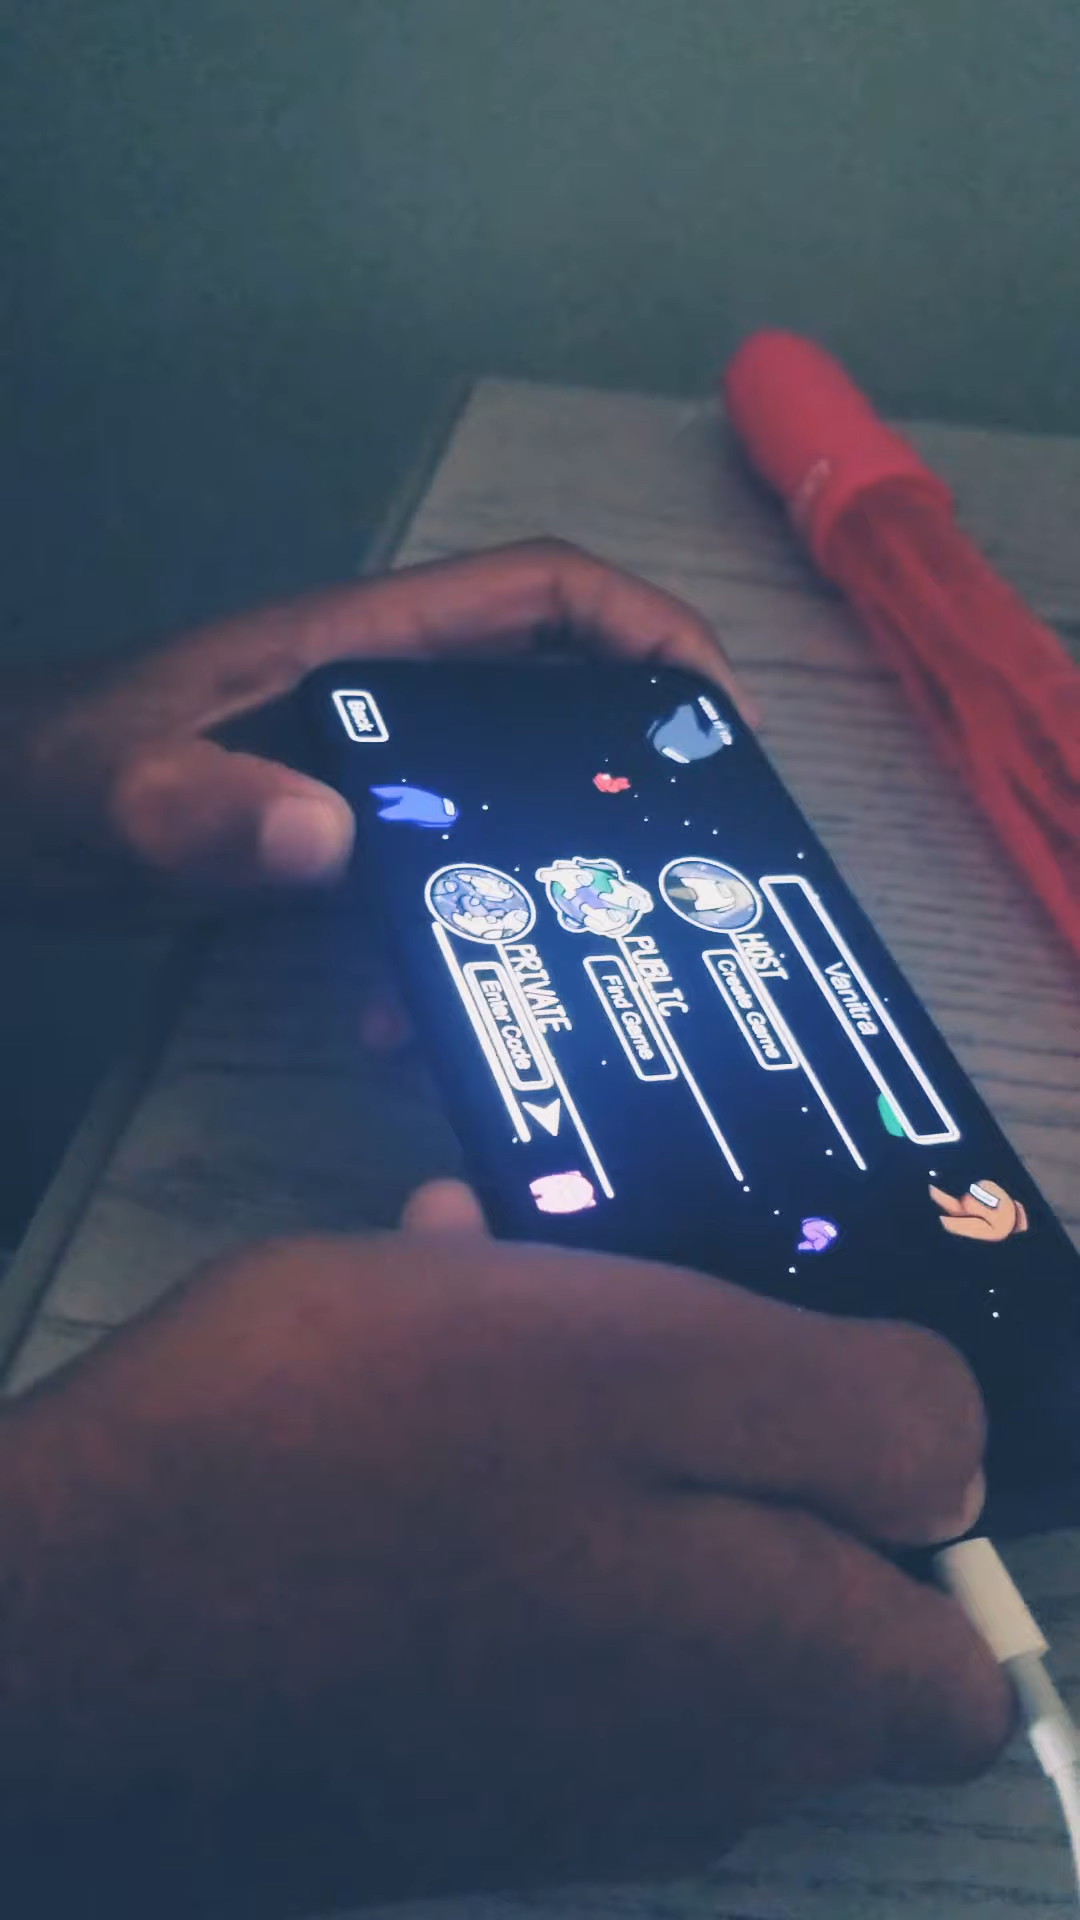 Vanitra
HOST
Create Game
PUBLIC
Find Game
PRIVATE
Enter Code
Back